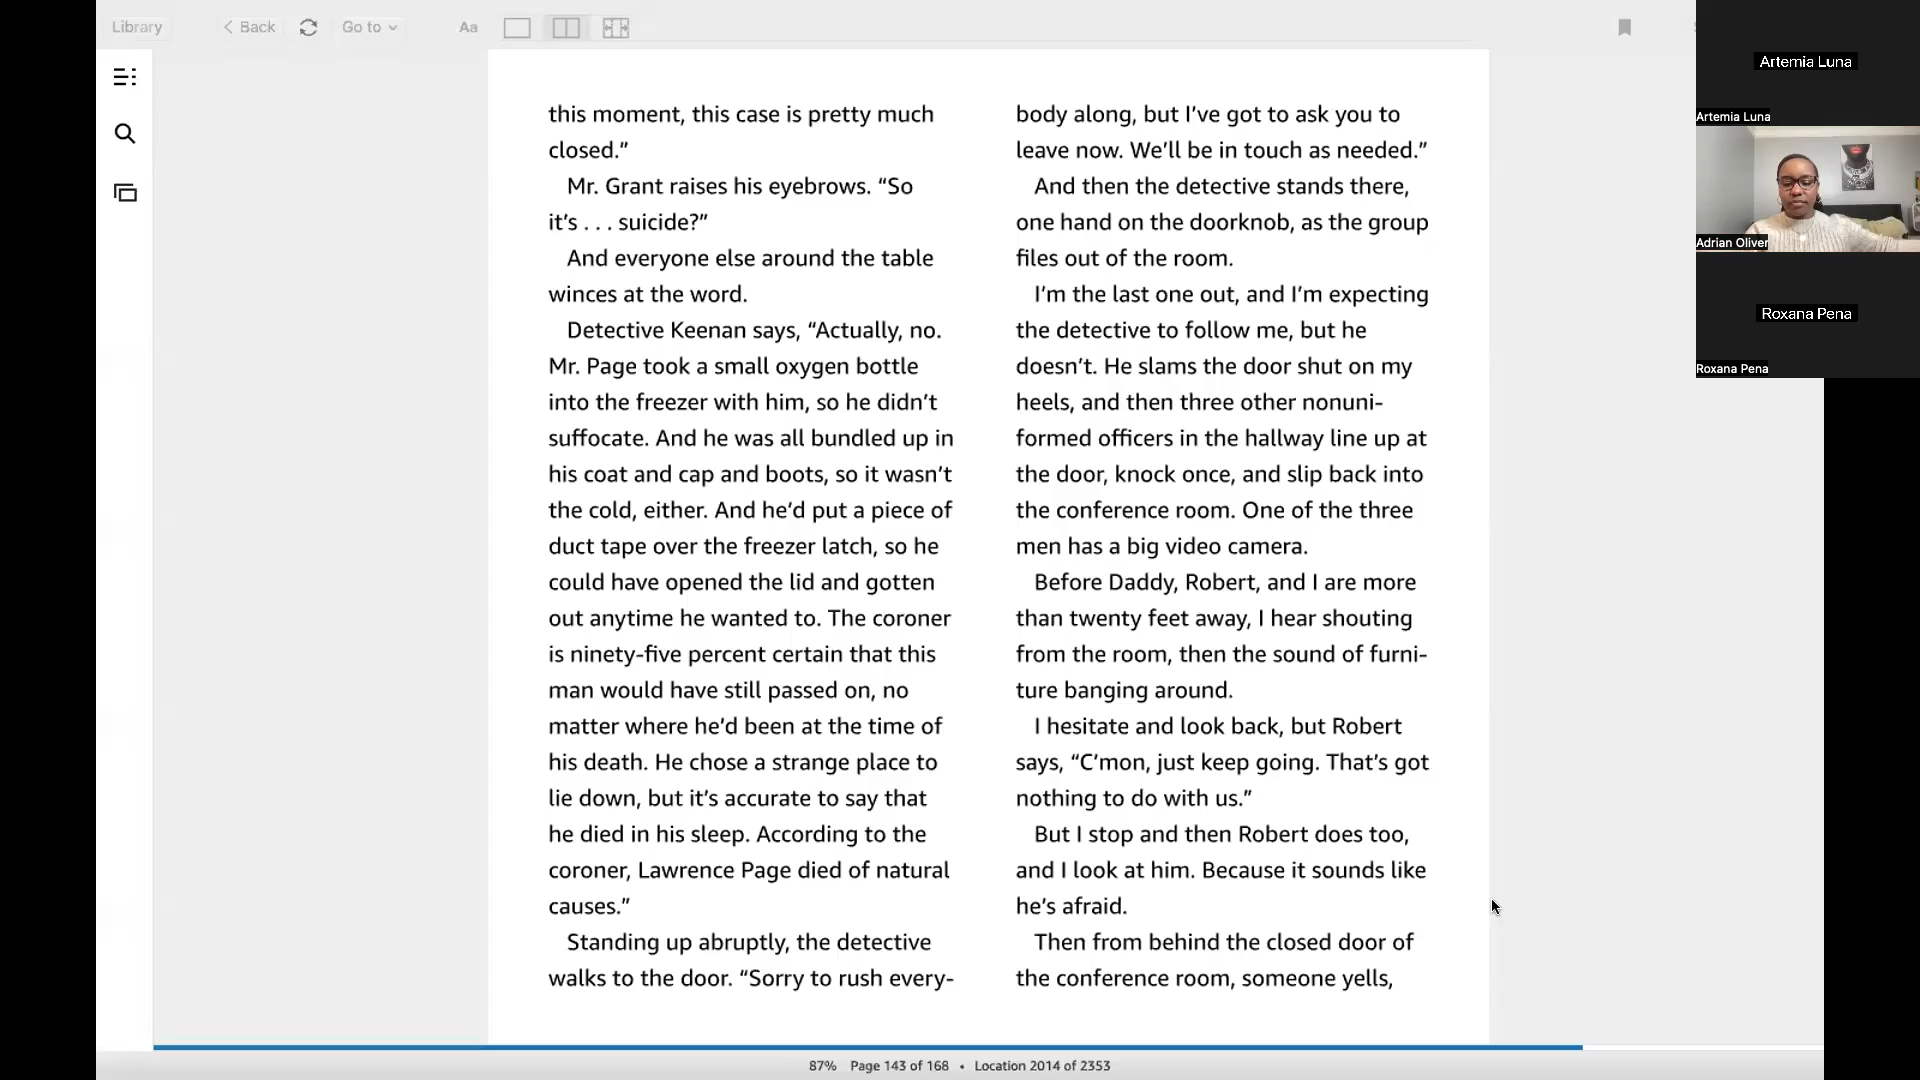 Library
Back
Go to
Aa
this moment, this case is pretty much
closed.”
Mr. Grant raises his eyebrows. “So
it’s . . . suicide?”
And everyone else around the table
winces at the word.
Detective Keenan says, “Actually, no.
Mr. Page took a small oxygen bottle
into the freezer with him, so he didn’t
suffocate. And he was all bundled up in
his coat and cap and boots, so it wasn’t
the cold, either. And he’d put a piece of
duct tape over the freezer latch, so he
could have opened the lid and gotten
out anytime he wanted to. The coroner
is ninety-five percent certain that this
man would have still passed on, no
matter where he’d been at the time of
his death. He chose a strange place to
lie down, but it’s accurate to say that
he died in his sleep. According to the
coroner, Lawrence Page died of natural
causes.”
Standing up abruptly, the detective
walks to the door. “Sorry to rush every-
body along, but I’ve got to ask you to
leave now. We’ll be in touch as needed.”
And then the detective stands there,
one hand on the doorknob, as the group
files out of the room.
I’m the last one out, and I’m expecting
the detective to follow me, but he
doesn’t. He slams the door shut on my
heels, and then three other nonuni-
formed officers in the hallway line up at
the door, knock once, and slip back into
the conference room. One of the three
men has a big video camera.
Before Daddy, Robert, and I are more
than twenty feet away, I hear shouting
from the room, then the sound of furni-
ture banging around.
I hesitate and look back, but Robert
says, “C’mon, just keep going. That’s got
nothing to do with us.”
But I stop and then Robert does too,
and I look at him. Because it sounds like
he’s afraid.
Then from behind the closed door of
the conference room, someone yells,
87% Page 143 of 168 • Location 2014 of 2353
Artemia Luna
Artemia Luna
Adrian Oliver
Roxana Pena
Roxana Pena